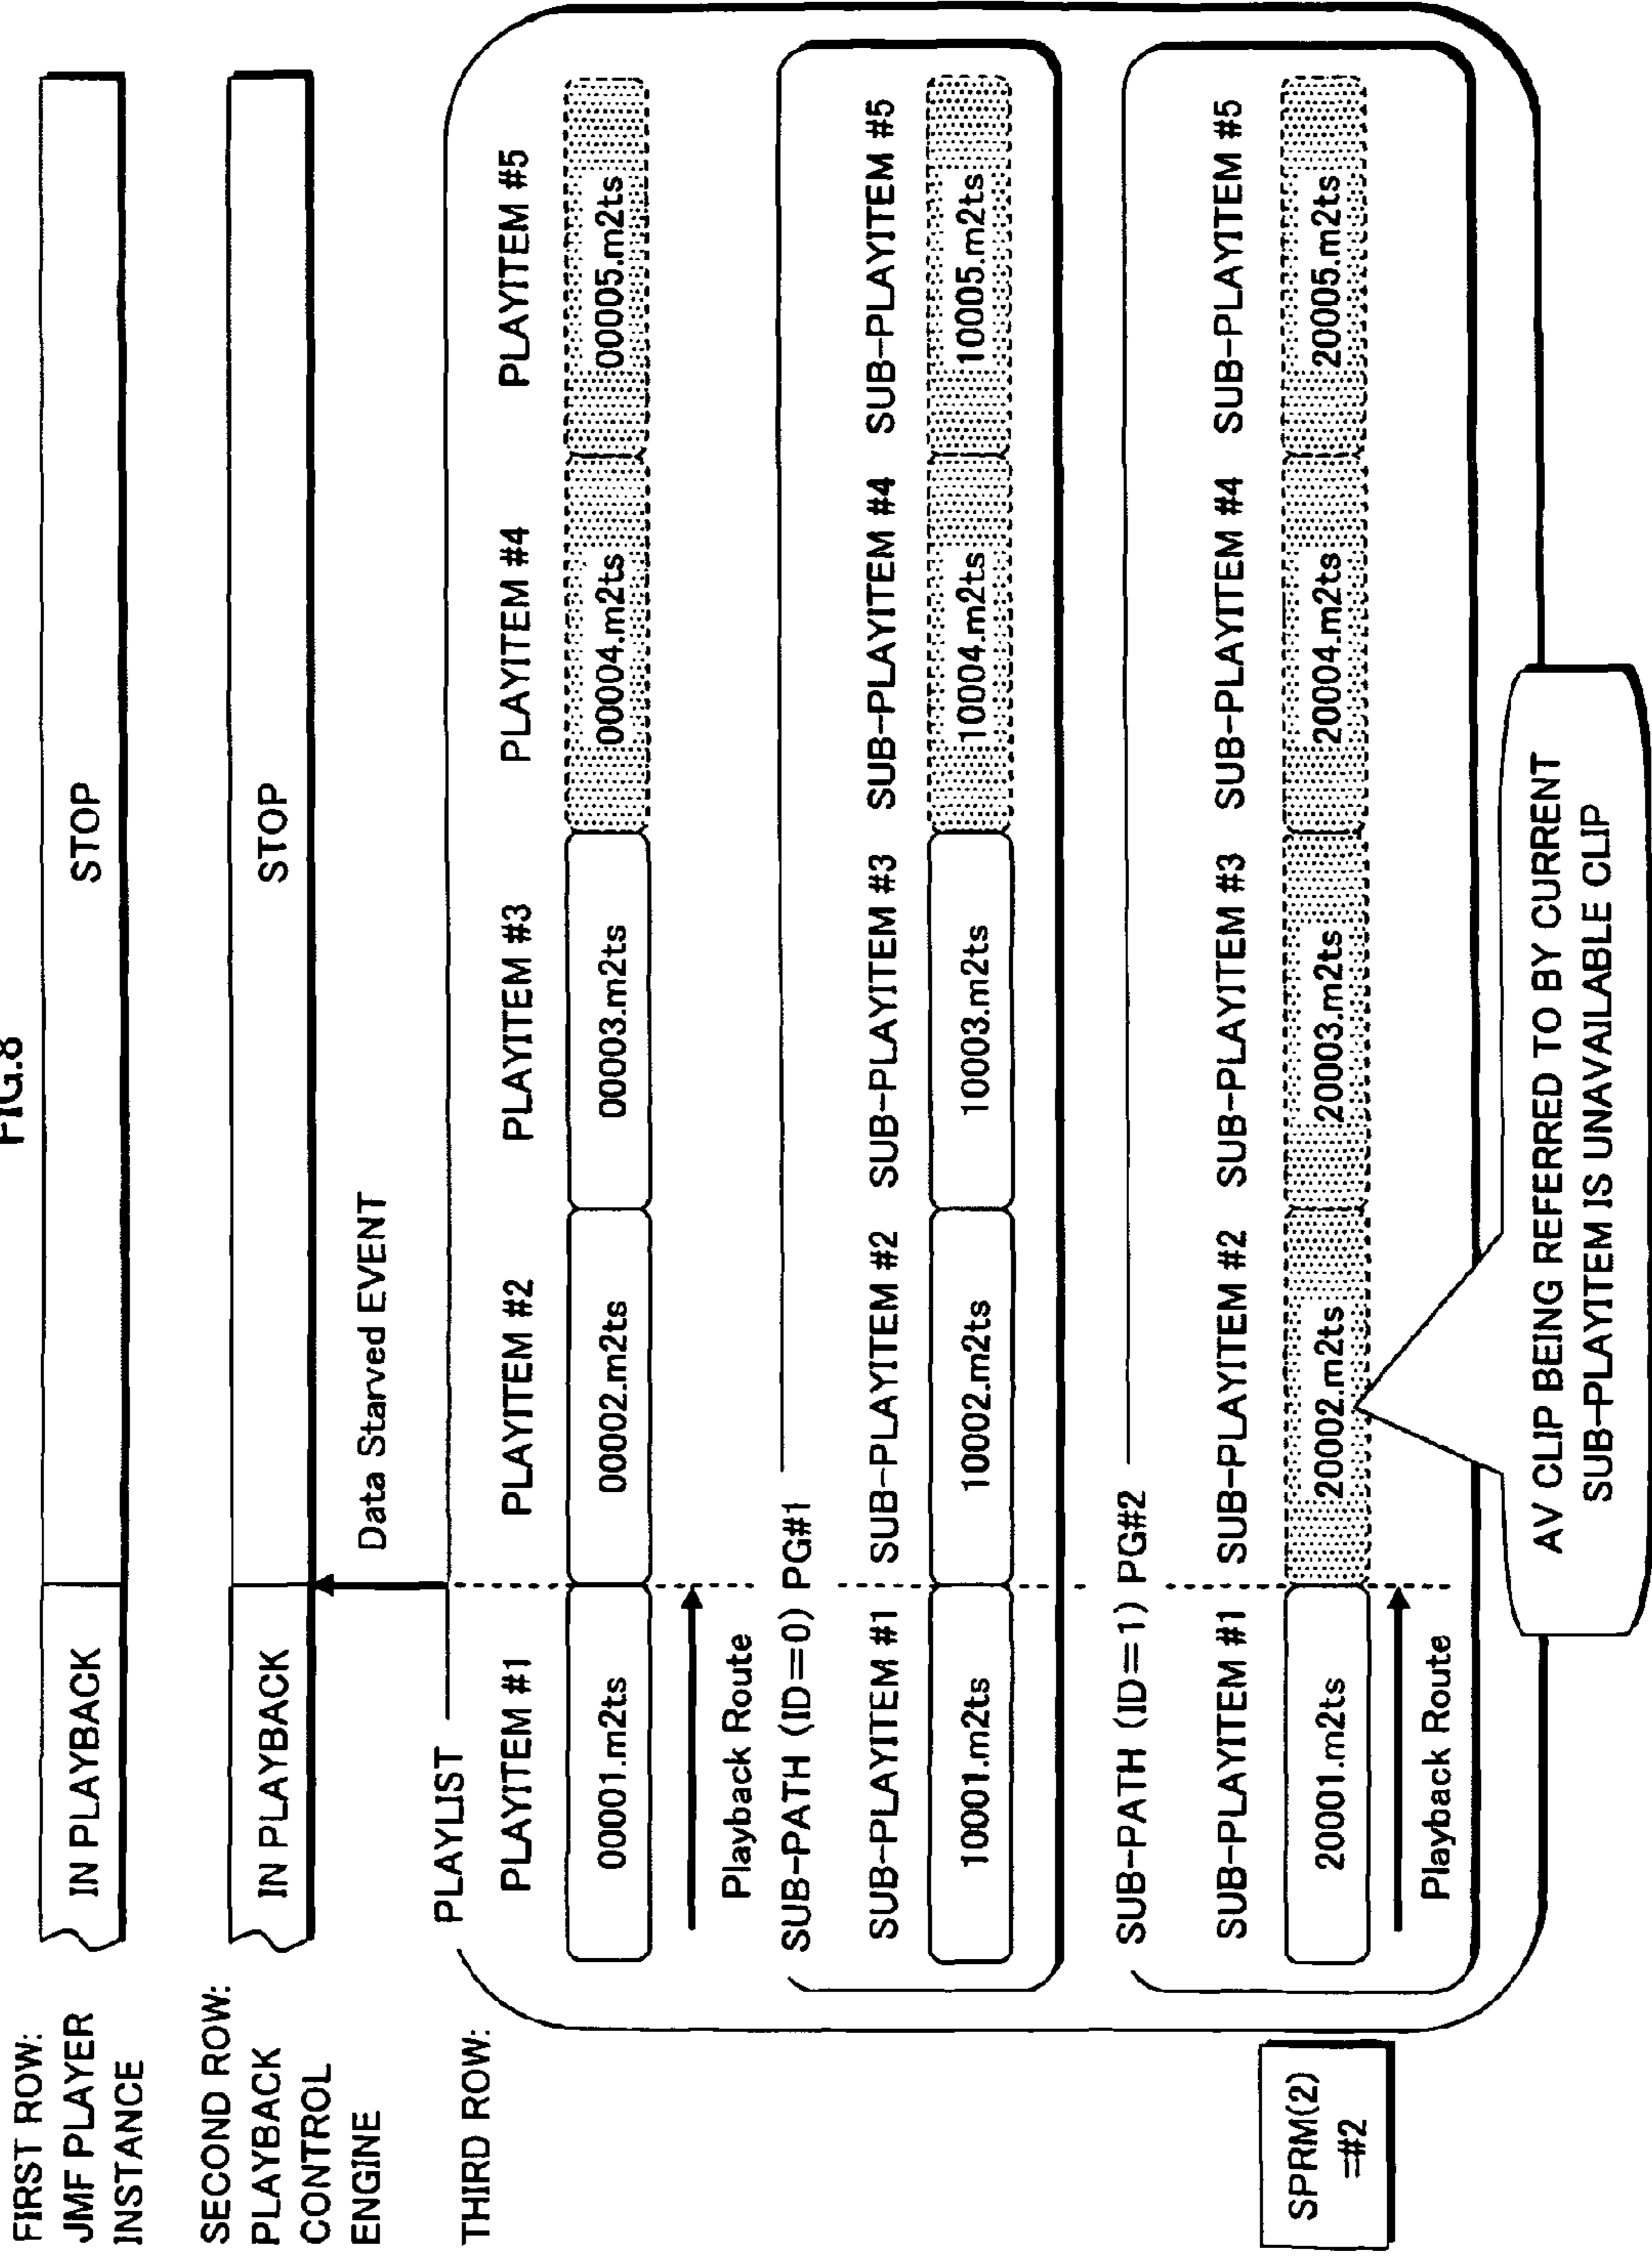 FIG.8
FIRST ROW:
JMF PLAYER
INSTANCE
IN PLAYBACK
STOP
SECOND ROW:
PLAYBACK
CONTROL
ENGINE
IN PLAYBACK
STOP
Data Starved EVENT
THIRD ROW:
PLAYLIST
PLAYITEM #1
PLAYITEM #2
PLAYITEM #3
PLAYITEM #4
PLAYITEM #5
00001.m2ts
00002.m2ts
00003.m2ts
00004.m2ts
00005.m2ts
Playback Route
SUB-PATH (ID=0) PG#1
SUB-PLAYITEM #1
SUB-PLAYITEM #2
SUB-PLAYITEM #3
SUB-PLAYITEM #4
SUB-PLAYITEM #5
10001.m2ts
10002.m2ts
10003.m2ts
10004.m2ts
10005.m2ts
SUB-PATH (ID=1) PG#2
SUB-PLAYITEM #1
SUB-PLAYITEM #2
SUB-PLAYITEM #3
SUB-PLAYITEM #4
SUB-PLAYITEM #5
SPRM(2)
=#2
20001.m2ts
20002.m2ts
20003.m2ts
20004.m2ts
20005.m2ts
Playback Route
AV CLIP BEING REFERRED TO BY CURRENT
SUB-PLAYITEM IS UNAVAILABLE CLIP